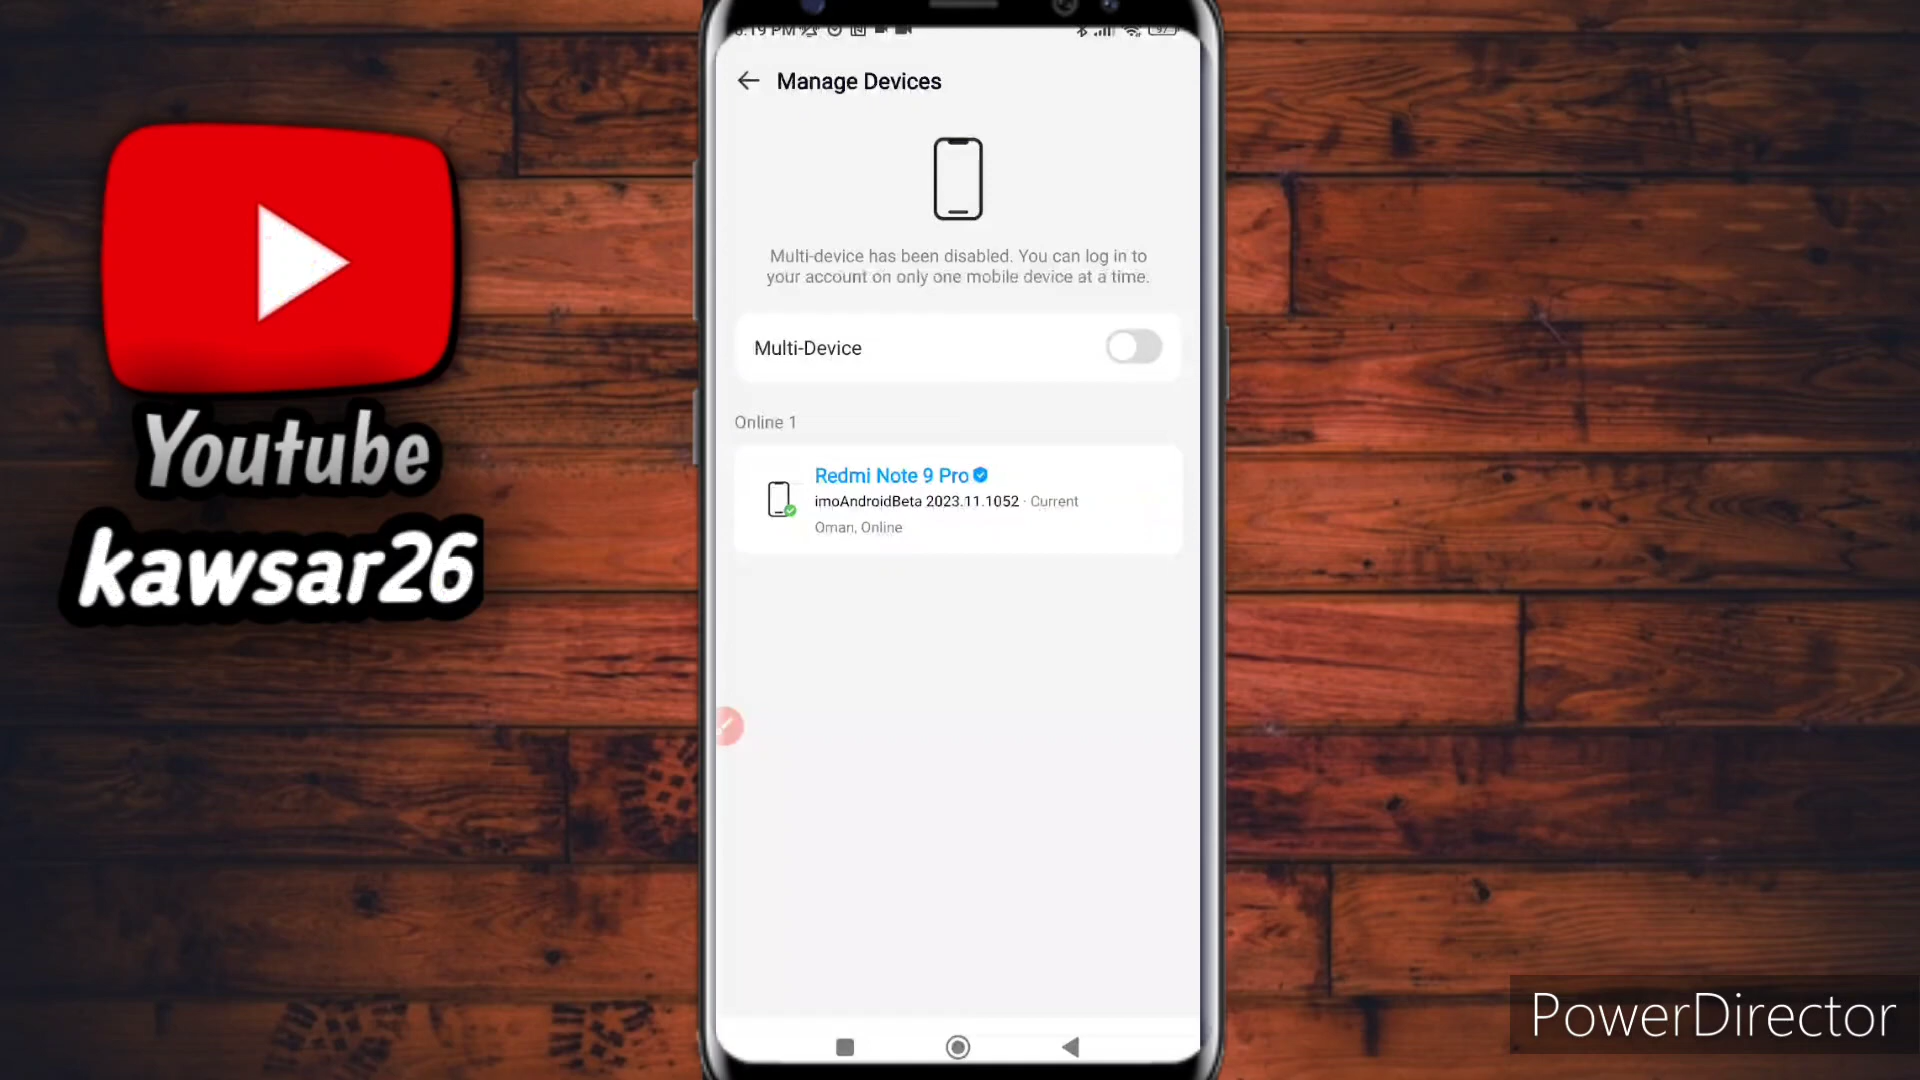 Manage Devices
Multi-device has been disabled. You can log in to
your account on only one mobile device at a time.
Multi-Device
Online 1
Redmi Note 9 Pro
imoAndroidBeta 2023.11.1052 · Current
Oman, Online
Youtube
kawsar26
PowerDirector